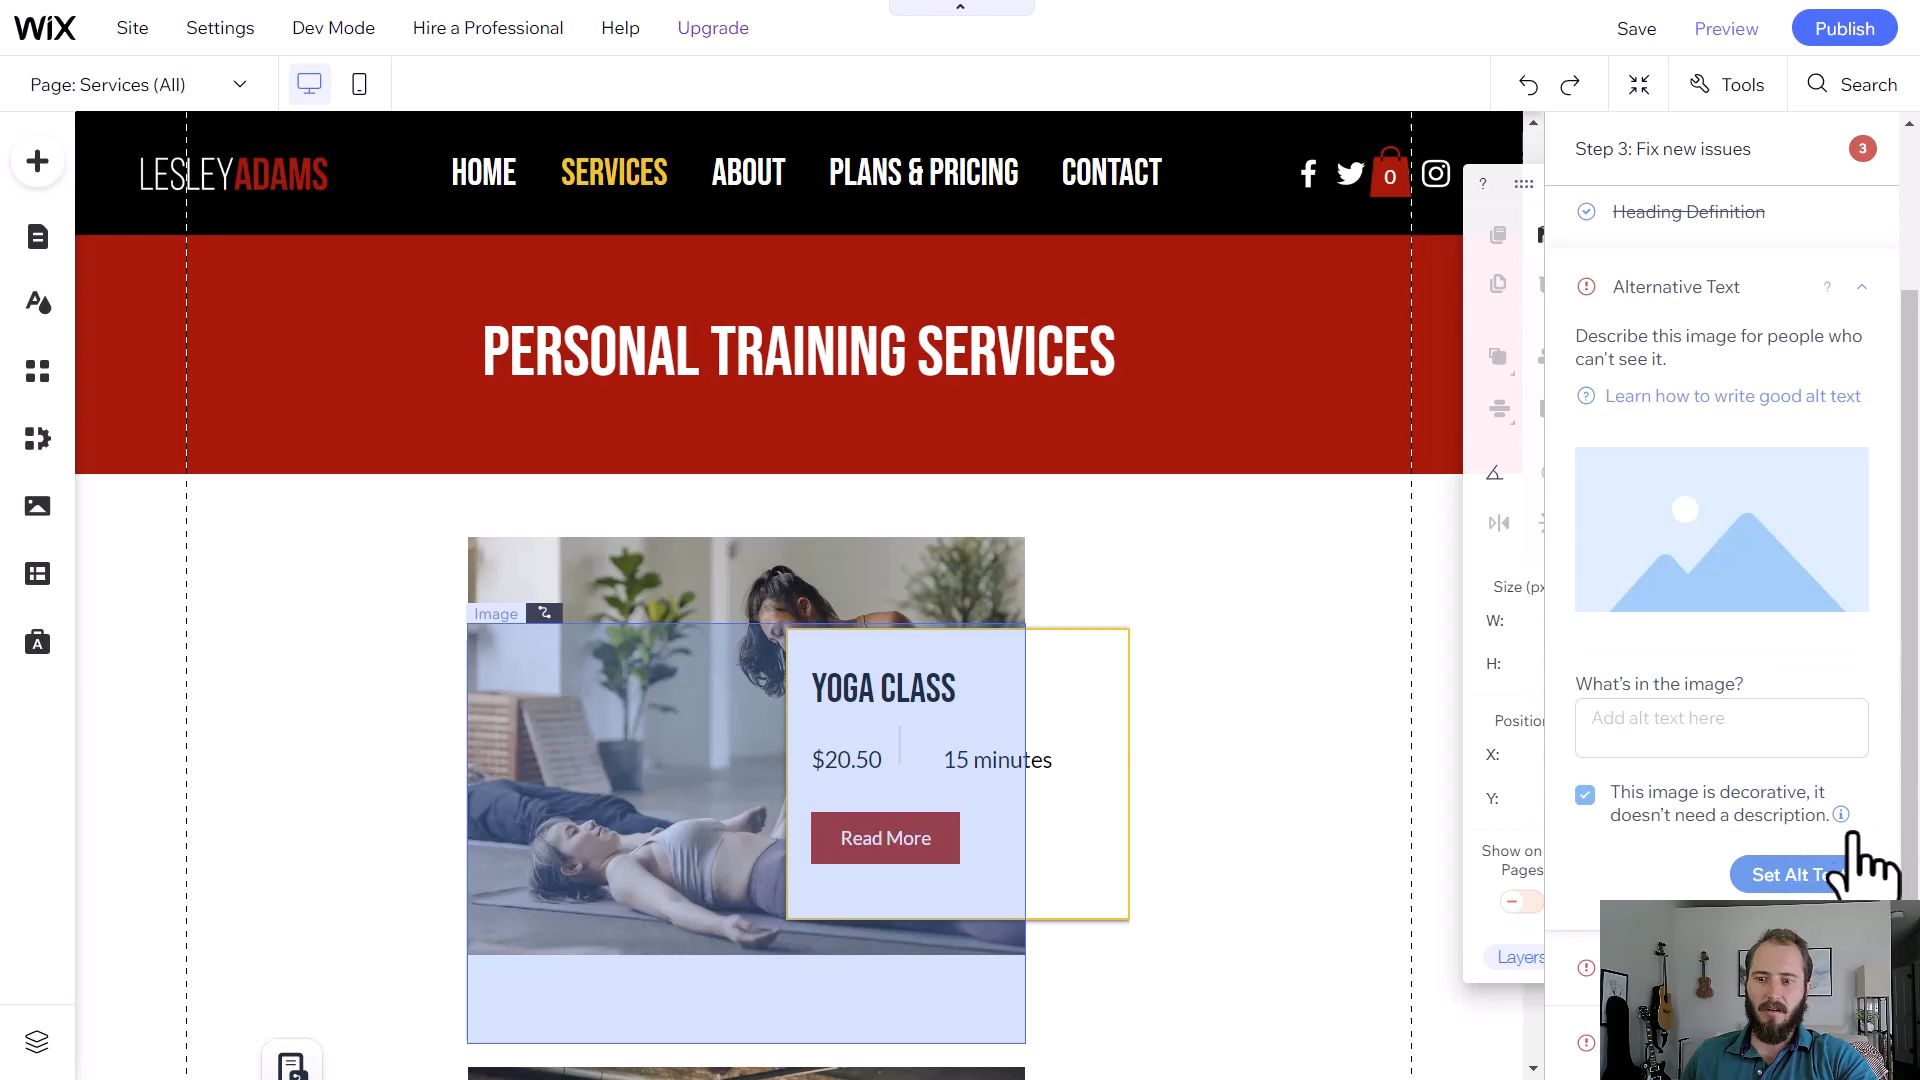 WiX Site Settings Dev Mode Hire a Professional Help Upgrade Save Preview Publish
Page: Services (All) Tools Search
LESLEYADAMS HOME SERVICES ABOUT PLANS & PRICING CONTACT 0
PERSONAL TRAINING SERVICES
Image
YOGA CLASS
$20.50 15 minutes
Read More
?
Size (px
W:
H:
Position
X:
Y:
Show on
Pages
Layers
Step 3: Fix new issues 3
Heading Definition
Alternative Text ?
Describe this image for people who
can't see it.
? Learn how to write good alt text
What's in the image?
Add alt text here
This image is decorative, it
doesn't need a description.
Set Alt